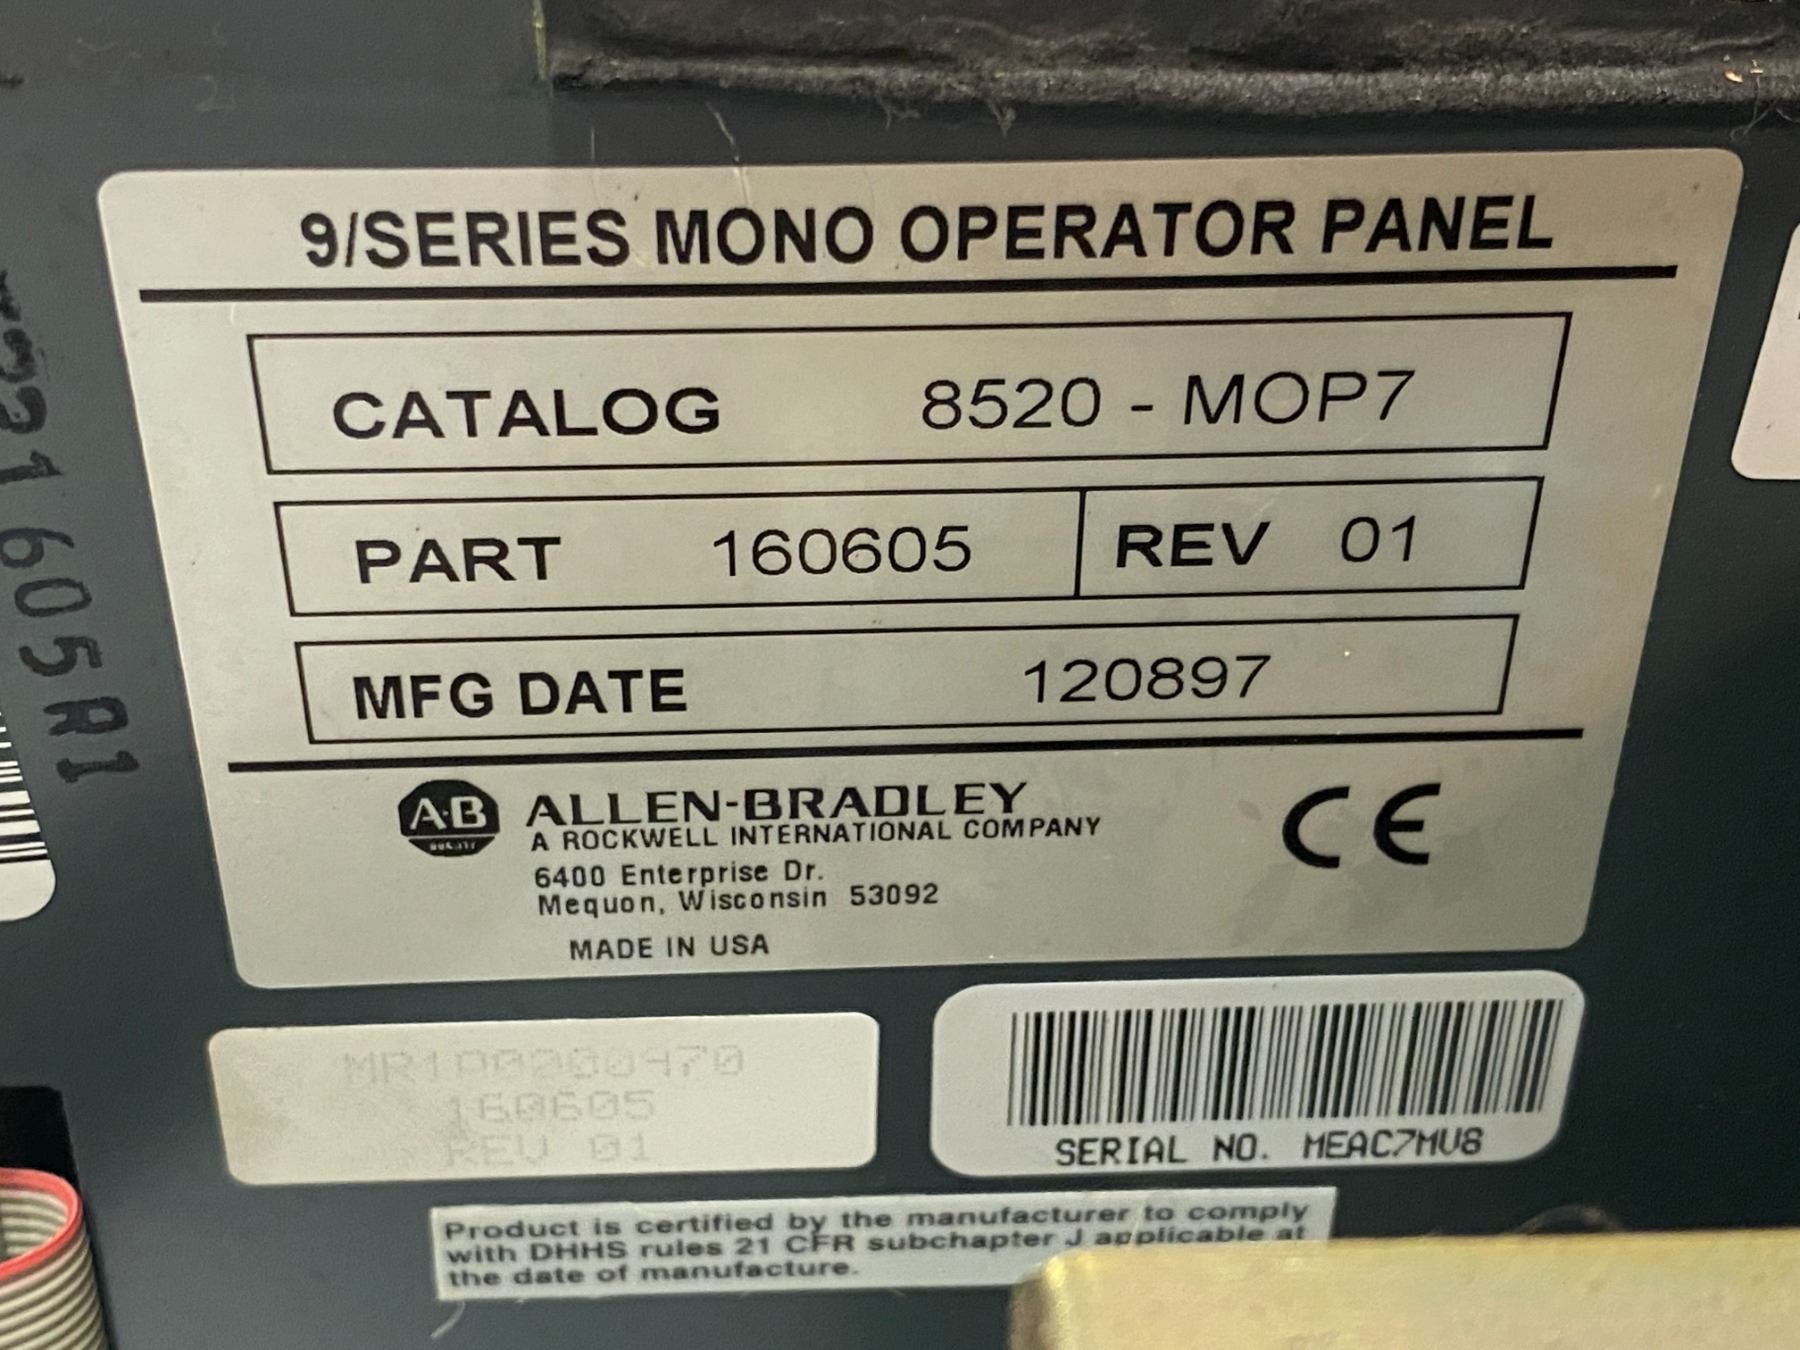 9/SERIES MONO OPERATOR PANEL
CATALOG 8520 - MOP7
PART 160605 REV 01
MFG DATE 120897
A·B
QUALITY
ALLEN-BRADLEY
A ROCKWELL INTERNATIONAL COMPANY
6400 Enterprise Dr.
Mequon, Wisconsin 53092
MADE IN USA
CE
160605
REV 01
SERIAL NO. MEAC7MV8
Product is certified by the manufacturer to comply
with DHHS rules 21 CFR subchapter J applicable at
the date of manufacture.